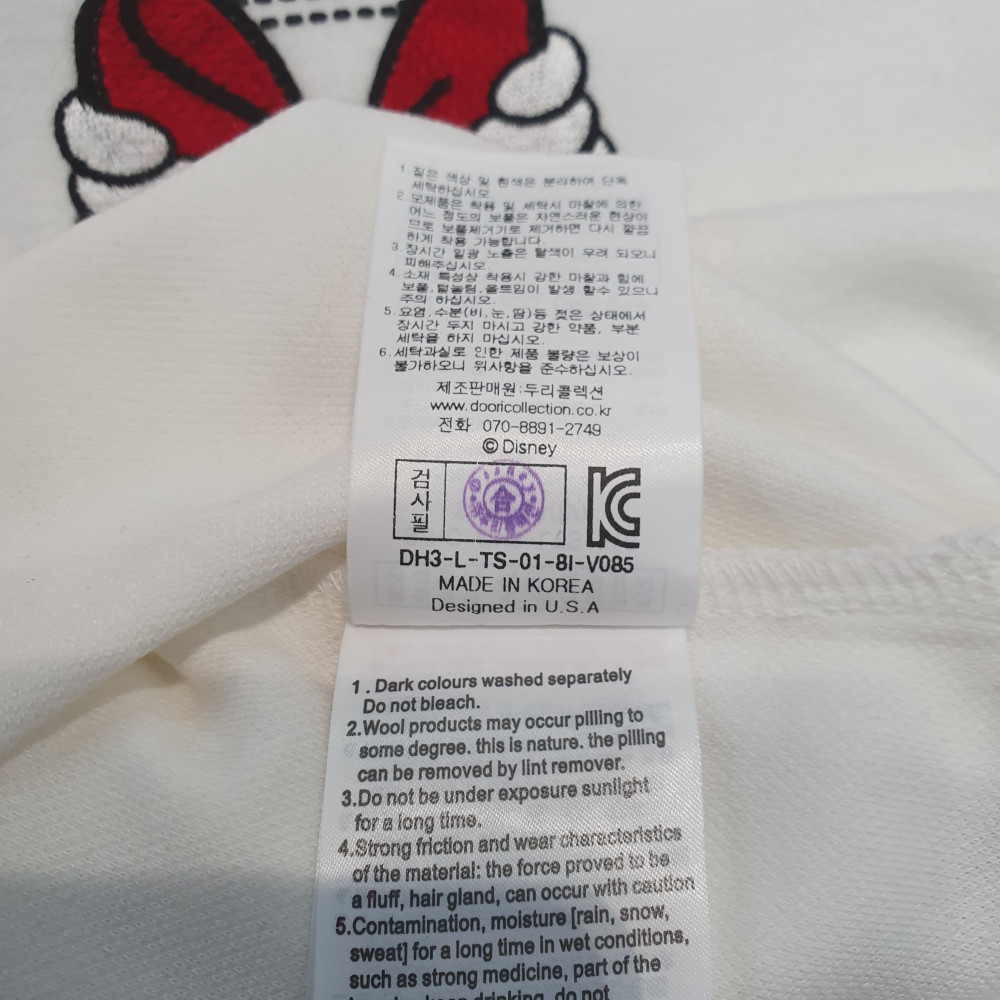 1 짙은 색상 및 흰색은 분리하여 단독
세탁하십시오
2. 모제품은 착용 및 세탁시 마찰에 의한
어느 정도의 보풀은 자연스러운 현상이
므로 보풀제거기로 제거하면 다시 깔끔
하게 착용 가능합니다.
3. 장시간 일광 노출은 탈색이 우려 되오니
피해주십시오
4. 소재 특성상 착용시 강한 마찰과 힘에
보풀,털눌림,올트임이 발생 할수 있으니
주의 하십시오.
5.요염,수분(비,눈,땀)등 젖은 상태에서
장시간 두지 마시고 강한 약품, 부분
세탁을 하지 마십시오.
6.세탁과실로 인한 제품 불량은 보상이
불가하오니 위사항을 준수하십시오.
제조판매원:두리콜렉션
www.dooricollection.co.kr
전화 070-8891-2749
©Disney
검사필
Disney
合
KC
DH3-L-TS-01-8I-V085
MADE IN KOREA
Designed in U.S.A
1 . Dark colours washed separately
Do not bleach.
2.Wool products may occur pilling to
some degree. this is nature. the pilling
can be removed by lint remover.
3.Do not be under exposure sunlight
for a long time.
4.Strong friction and wear characteristics
of the material: the force proved to be
a fluff, hair gland, can occur with caution
5.Contamination, moisture [rain, snow,
sweat] for a long time in wet conditions,
such as strong medicine, part of the
keep drinking, do not